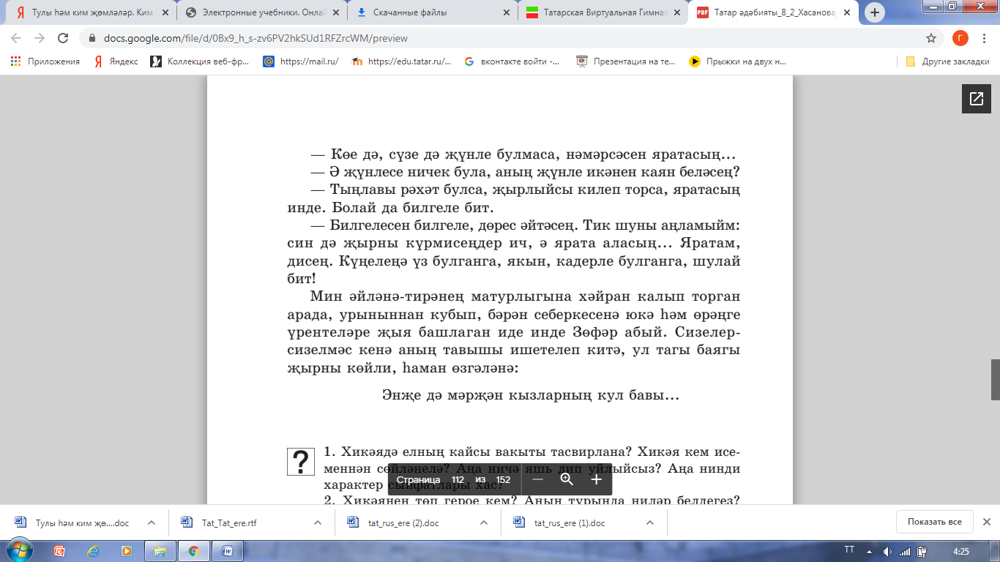 Тулы һәм ким җөмләләр. Ким
Электронные учебники. Онлай
Скачанные файлы
Татарская Виртуальная Гимназ
Татар әдәбияты_8_2_Хасанова
docs.google.com/file/d/0Bx9_h_s-zv6PV2hkSUd1RFZrcWM/preview
Г
Приложения
Яндекс
Коллекция веб-фр...
https://mail.ru/
https://edu.tatar.ru/...
вконтакте войти -...
Презентация на те...
Прыжки на двух н...
Другие закладки
— Көе дә, сүзе дә җүнле булмаса, нәмәрсәсен яратасың...
— Ә җүнлесе ничек була, аның җүнле икәнен каян беләсең?
— Тыңлавы рәхәт булса, җырлыйсы килеп торса, яратасың
инде. Болай да билгеле бит.
— Билгелесен билгеле, дөрес әйтәсең. Тик шуны аңламыйм:
син дә җырны күрмисеңдер ич, ә ярата аласың... Яратам,
дисең. Күңелеңә үз булганга, якын, кадерле булганга, шулай
бит!
Мин әйләнә-тирәнең матурлыгына хәйран калып торган
арада, урыныннан кубып, бәрән себеркесенә юкә һәм өрәңге
үрентеләре җыя башлаган иде инде Зөфәр абый. Сизелер-
сизелмәс кенә аның тавышы ишетелеп китә, ул тагы баягы
җырны көйли, һаман өзгәләнә:
Энҗе дә мәрҗән кызларның кул бавы...
?
1. Хикәядә елның кайсы вакыты тасвирлана? Хикәя кем исе-
меннән сөйләнелә? Аңа ничә яшь дип уйлыйсыз? Аңа нинди
характер сыйфатлары хас?
2. Хикәянең төп герое кем? Аның турында ниләр белдегез?
Страница 112 из 152
Тулы һәм ким җө....doc
Tat_Tat_ere.rtf
tat_rus_ere (2).doc
tat_rus_ere (1).doc
Показать все
TT
4:25